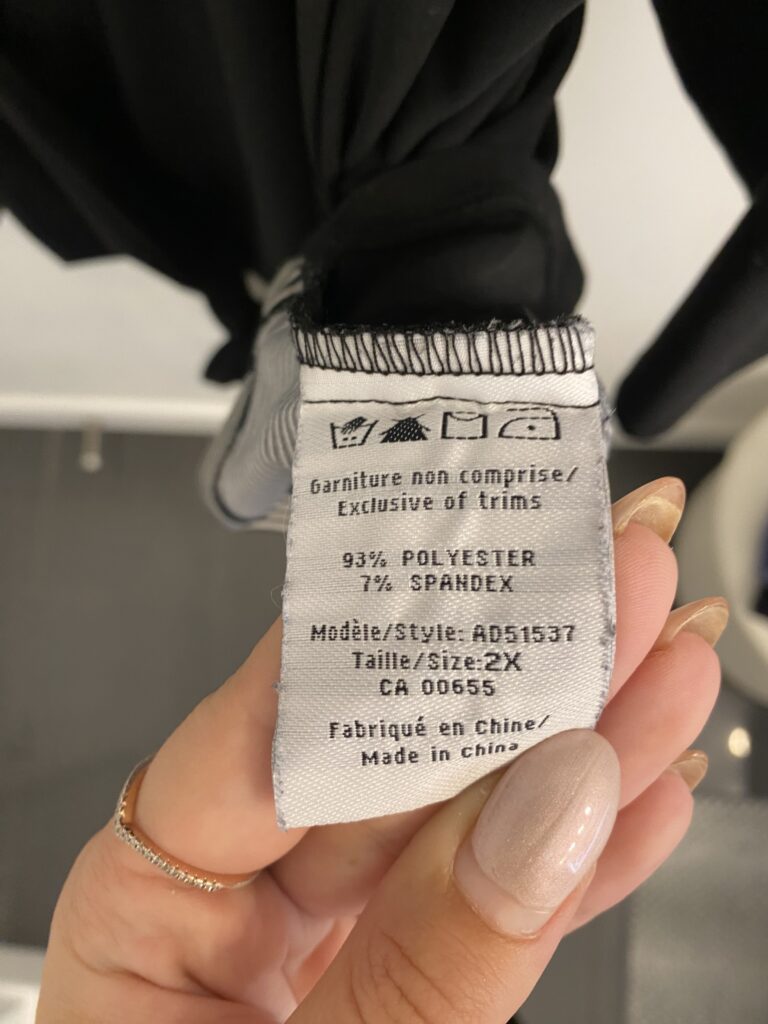 Garniture non comprise/
Exclusive of trims
93% POLYESTER
7% SPANDEX
Modèle/Style: AD51537
Taille/Size:2X
CA 00655
Fabriqué en Chine/
Made in China